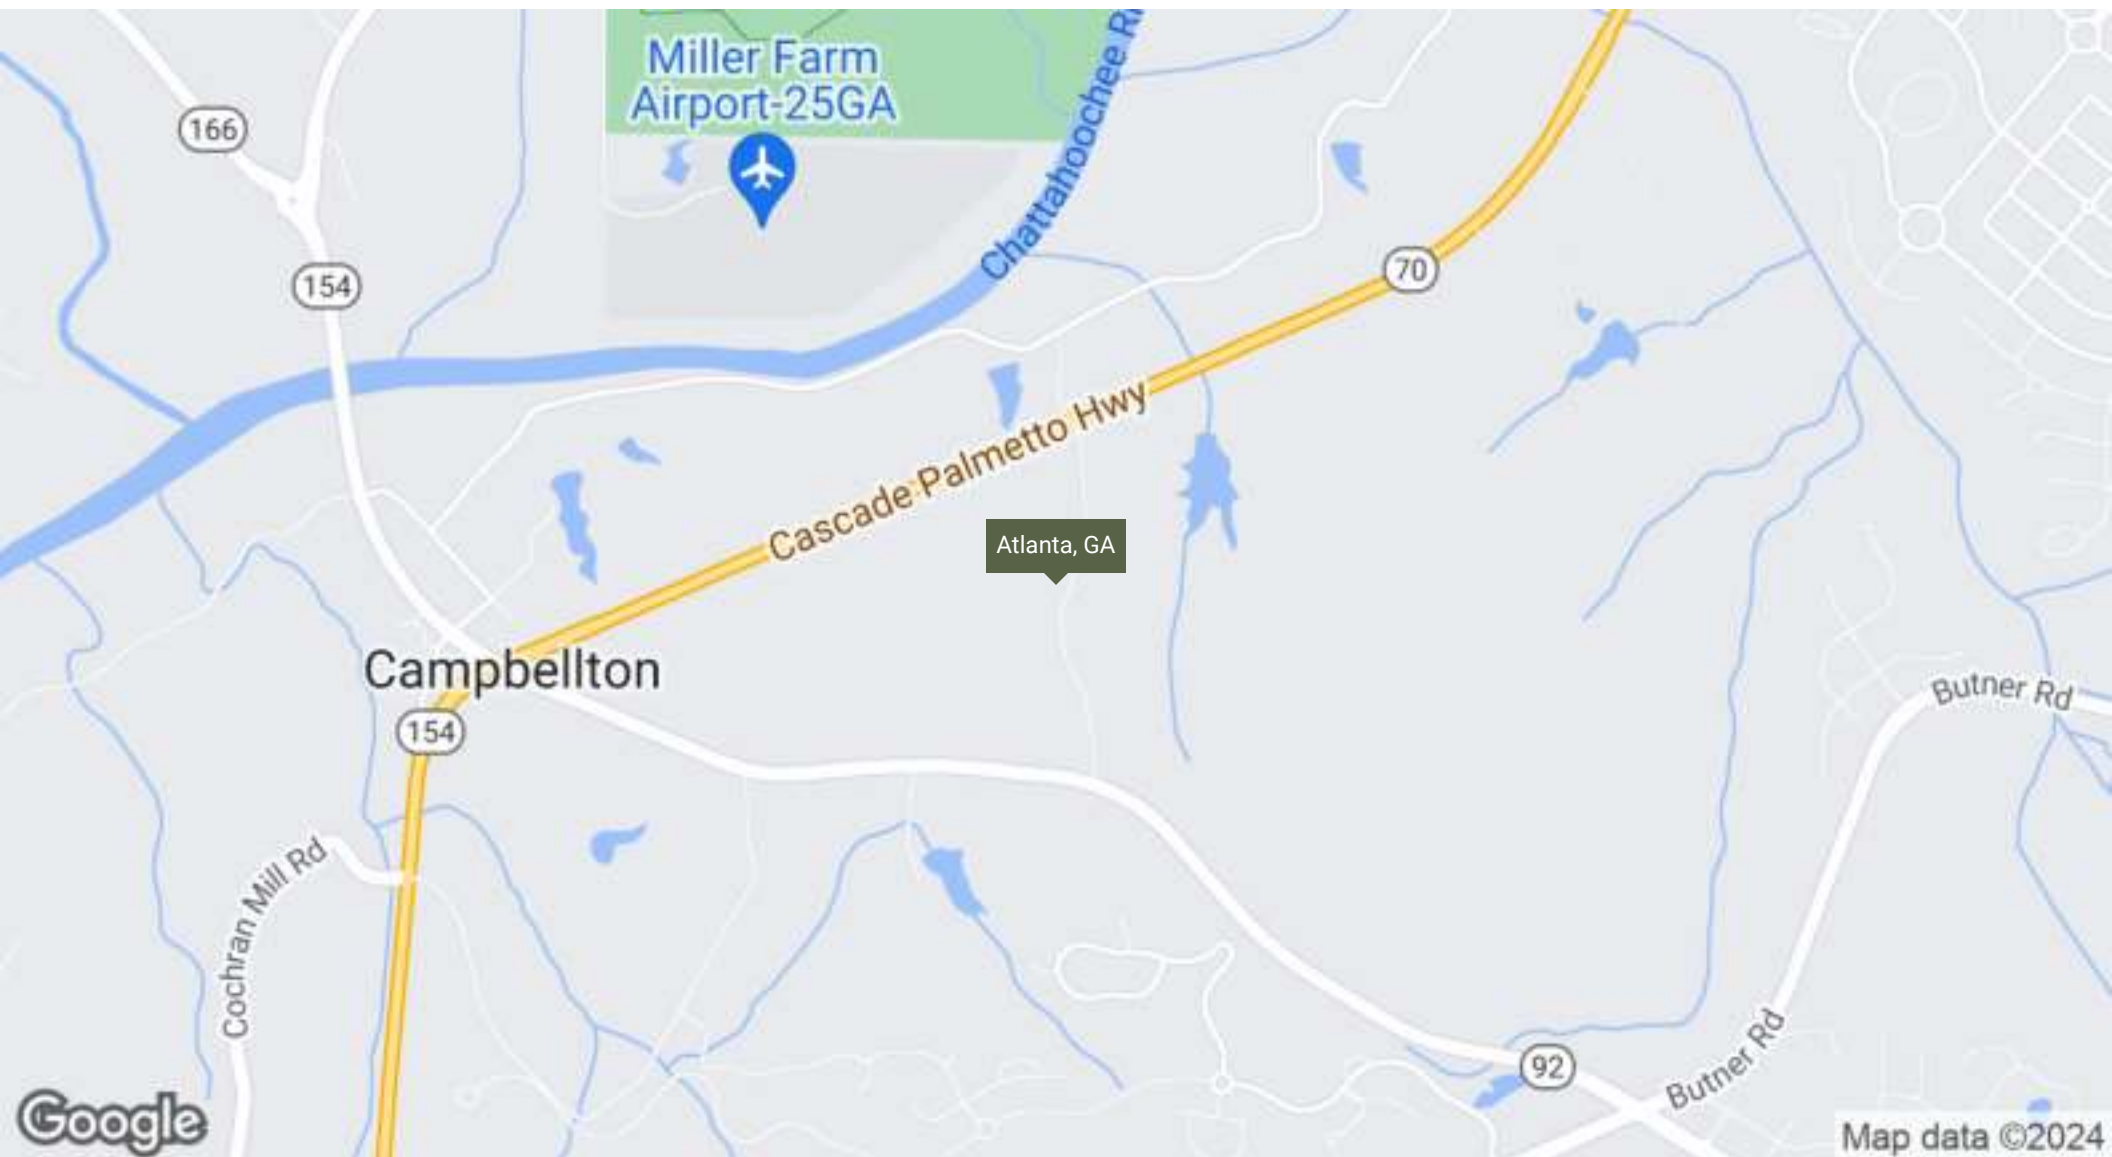 Miller Farm
Airport-25GA
Chattahoochee Ri
166
154
70
Cascade Palmetto Hwy
Atlanta, GA
Campbellton
154
Butner Rd
Cochran Mill Rd
92
Butner Rd
Google
Map data ©2024